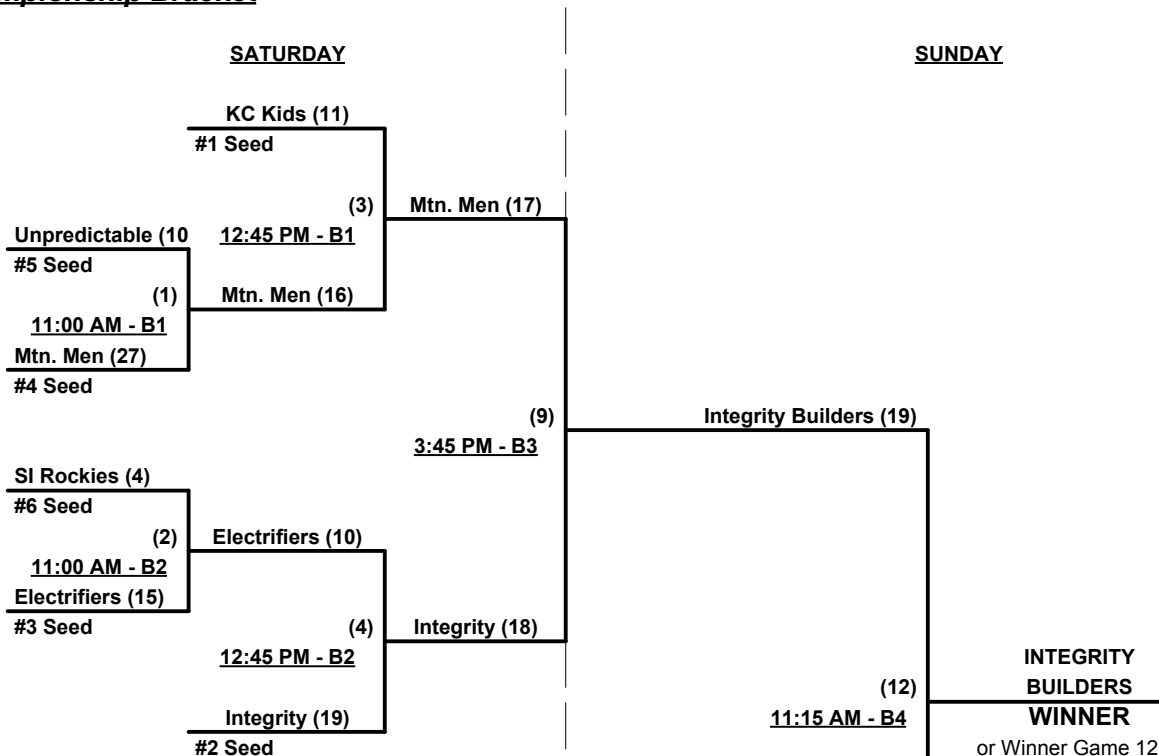 SATURDAY
SUNDAY
KC Kids (11)
#1 Seed
(3)
Mtn. Men (17)
12:45 PM - B1
Unpredictable (10
#5 Seed
(1)
Mtn. Men (16)
11:00 AM - B1
Mtn. Men (27)
#4 Seed
(9)
Integrity Builders (19)
3:45 PM - B3
SI Rockies (4)
#6 Seed
(2)
Electrifiers (10)
11:00 AM - B2
Electrifiers (15)
#3 Seed
(4)
Integrity (18)
12:45 PM - B2
INTEGRITY
(12)
BUILDERS
Integrity (19)
11:15 AM - B4
WINNER
#2 Seed
or Winner Game 12